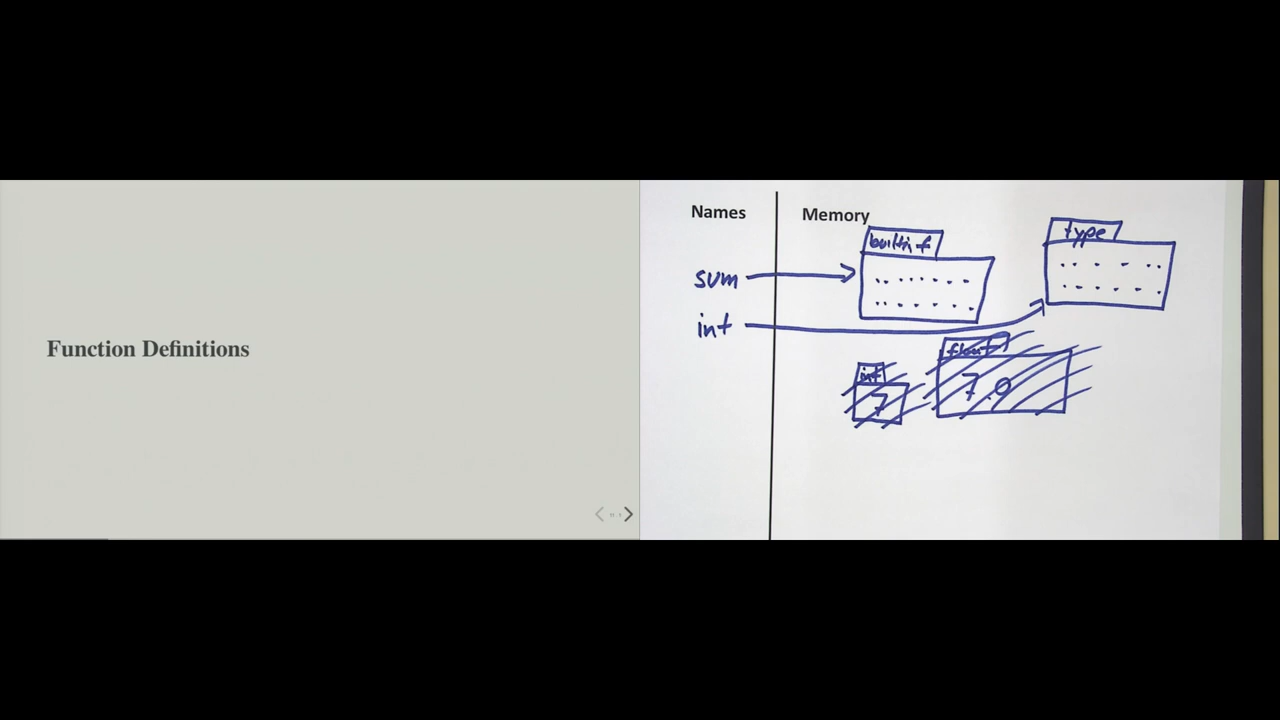 Function Definitions
Names
Memory
builtin f
type
sum
int
float
int
7
7.0